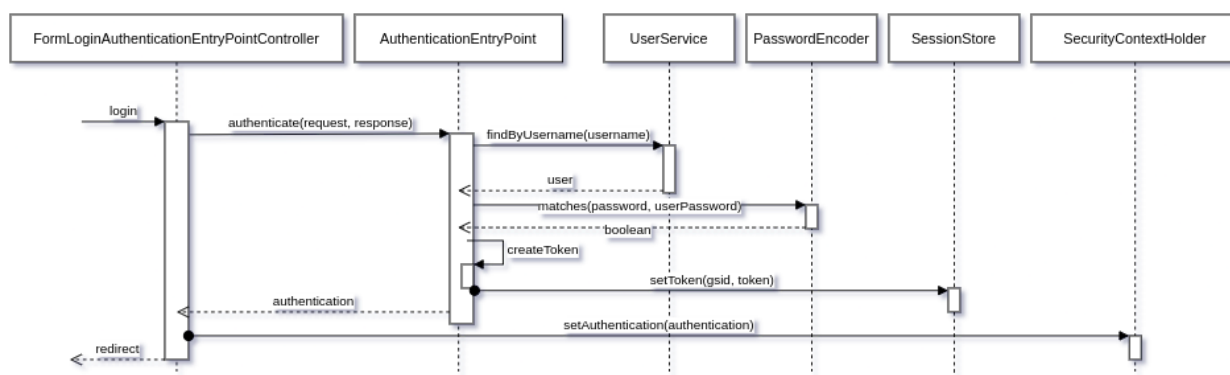 FormLoginAuthenticationEntryPointController
AuthenticationEntryPoint
UserService
PasswordEncoder
SessionStore
SecurityContextHolder
login
authenticate(request, response)
findByUsername(username)
user
matches(password, userPassword)
boolean
createToken
setToken(gsid, token)
authentication
setAuthentication(authentication)
redirect